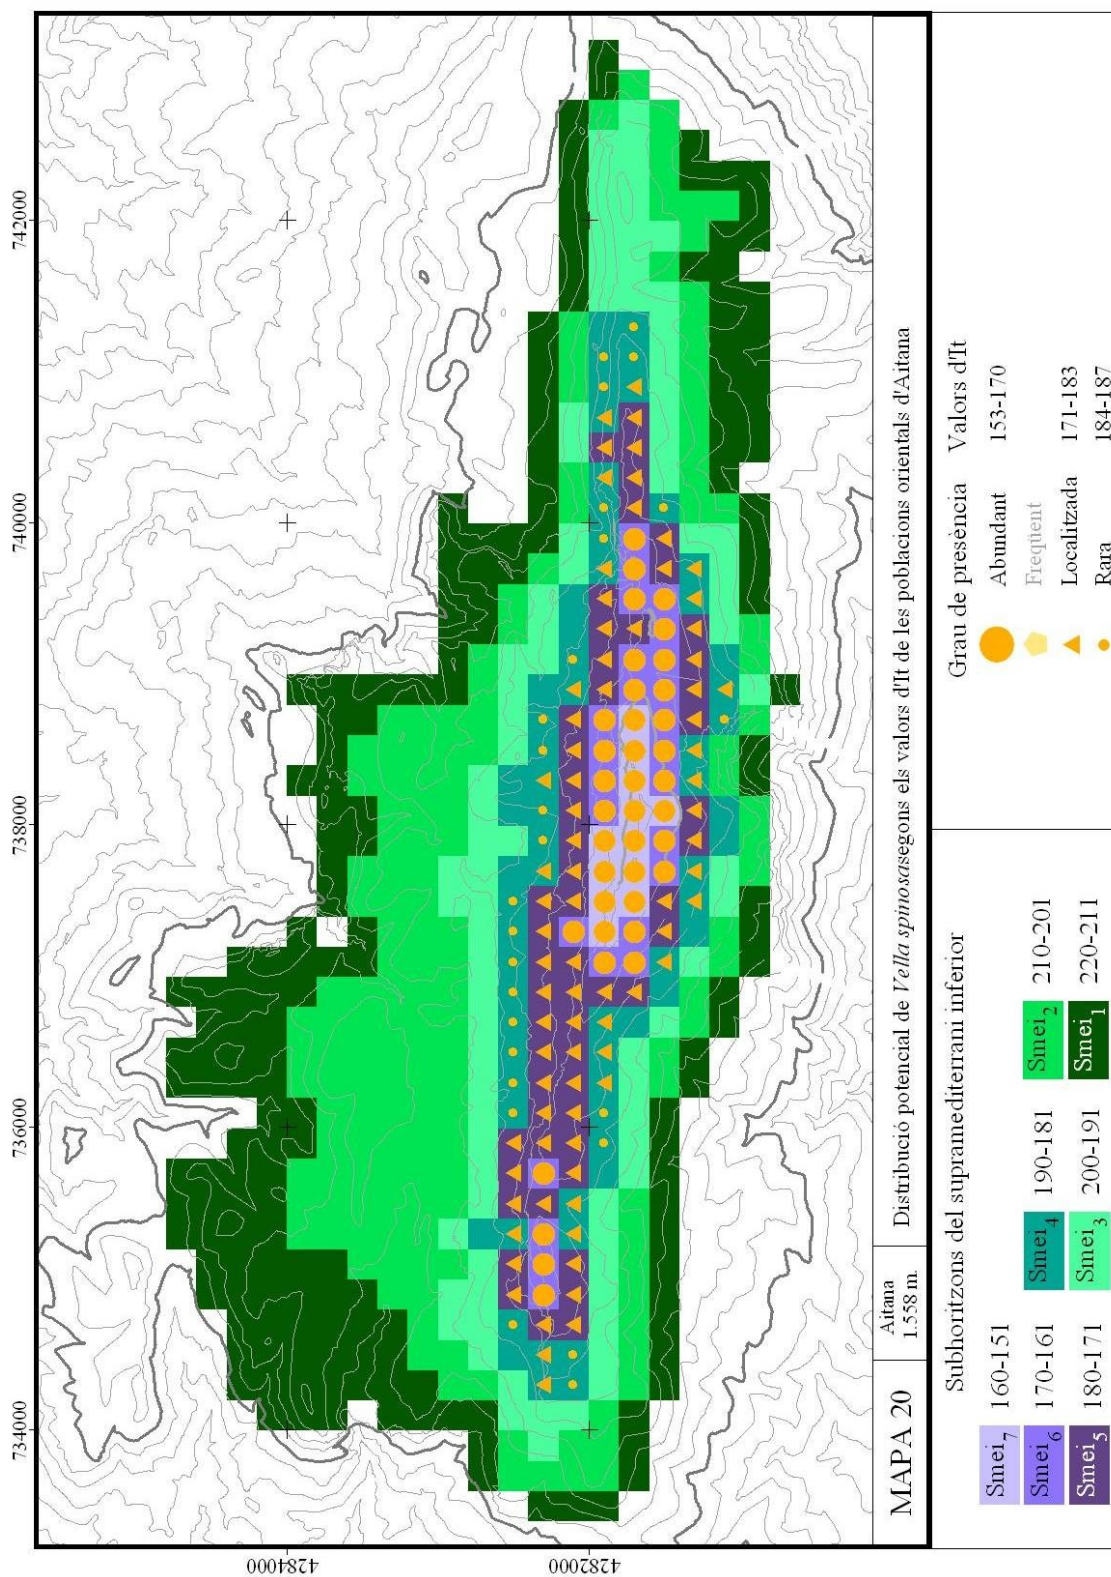 734000 736000 738000 740000 742000
4284000
4282000
MAPA 20
Aitana
1.558 m.
Distribució potencial de Vella spinosasegons els valors d'It de les poblacions orientals d'Aitana
Subhoritzons del supramediterrani inferior
Smei7 160-151
Smei6 170-161 Smei4 190-181 Smei2 210-201
Smei5 180-171 Smei3 200-191 Smei1 220-211
Grau de presència Valors d'It
Abundant 153-170
Freqüent
Localitzada 171-183
Rara 184-187